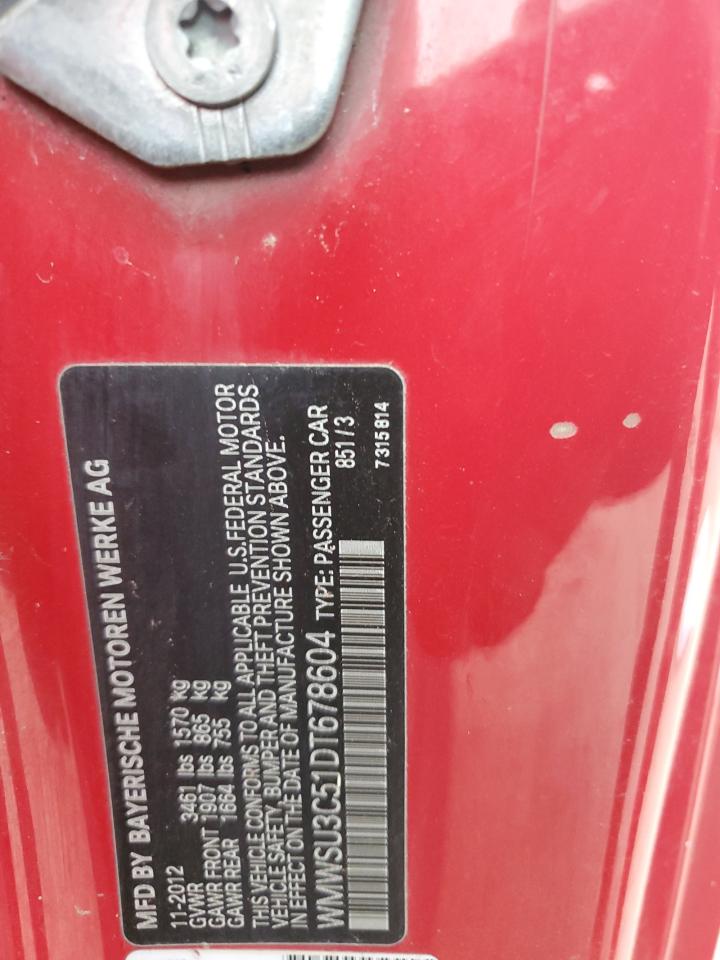 MFD BY BAYERISCHE MOTOREN WERKE AG
11-2012
GVWR 3461 lbs 1570 kg
GAWR FRONT 1907 lbs 865 kg
GAWR REAR 1664 lbs 755 kg
THIS VEHICLE CONFORMS TO ALL APPLICABLE U.S.FEDERAL MOTOR
VEHICLE SAFETY, BUMPER AND THEFT PREVENTION STANDARDS
IN EFFECT ON THE DATE OF MANUFACTURE SHOWN ABOVE.
WMWSU3C51DT678604 TYPE: PASSENGER CAR
851 / 3
7315814